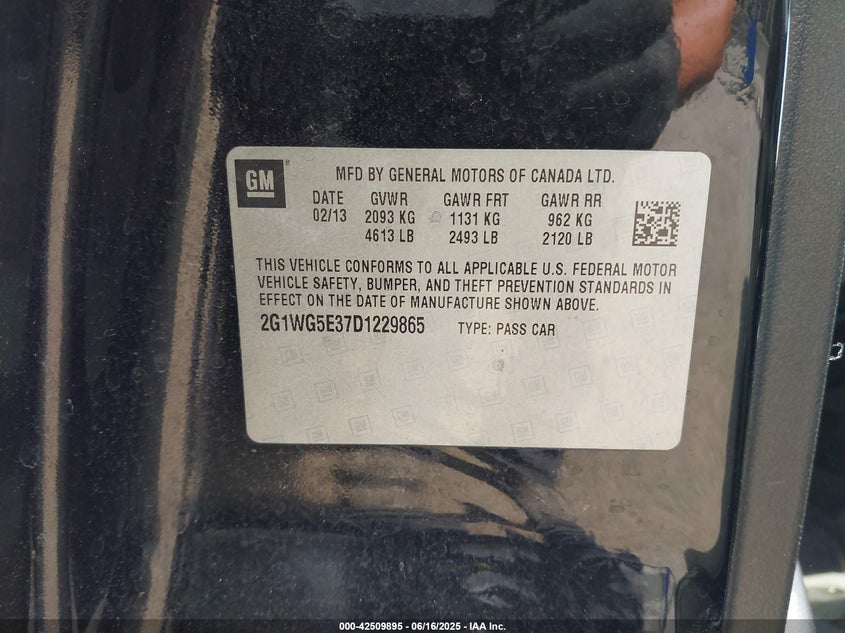 GM
MFD BY GENERAL MOTORS OF CANADA LTD.
DATE GVWR GAWR FRT GAWR RR
02/13 2093 KG 1131 KG 962 KG
4613 LB 2493 LB 2120 LB
THIS VEHICLE CONFORMS TO ALL APPLICABLE U.S. FEDERAL MOTOR
VEHICLE SAFETY, BUMPER, AND THEFT PREVENTION STANDARDS IN
EFFECT ON THE DATE OF MANUFACTURE SHOWN ABOVE.
2G1WG5E37D1229865 TYPE: PASS CAR
000-42509895 - 06/16/2025 - IAA Inc.